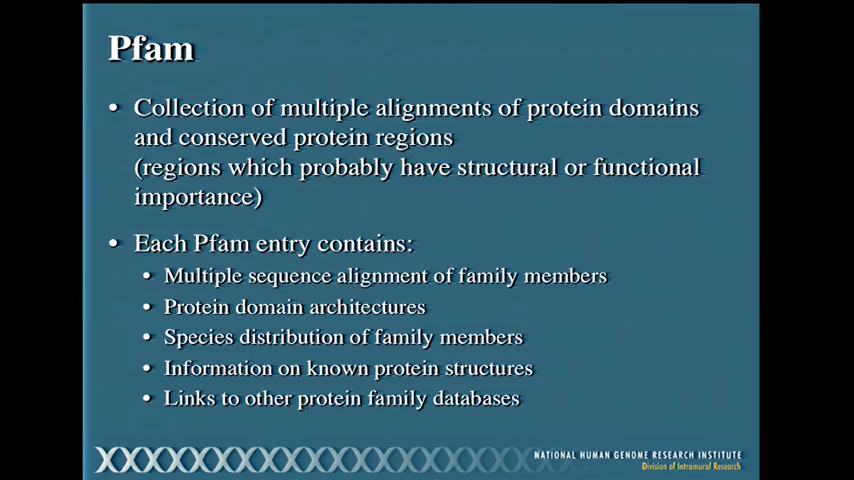 Pfam
• Collection of multiple alignments of protein domains
and conserved protein regions
(regions which probably have structural or functional
importance)
• Each Pfam entry contains:
• Multiple sequence alignment of family members
• Protein domain architectures
• Species distribution of family members
• Information on known protein structures
• Links to other protein family databases
NATIONAL HUMAN GENOME RESEARCH INSTITUTE
Division of Intramural Research